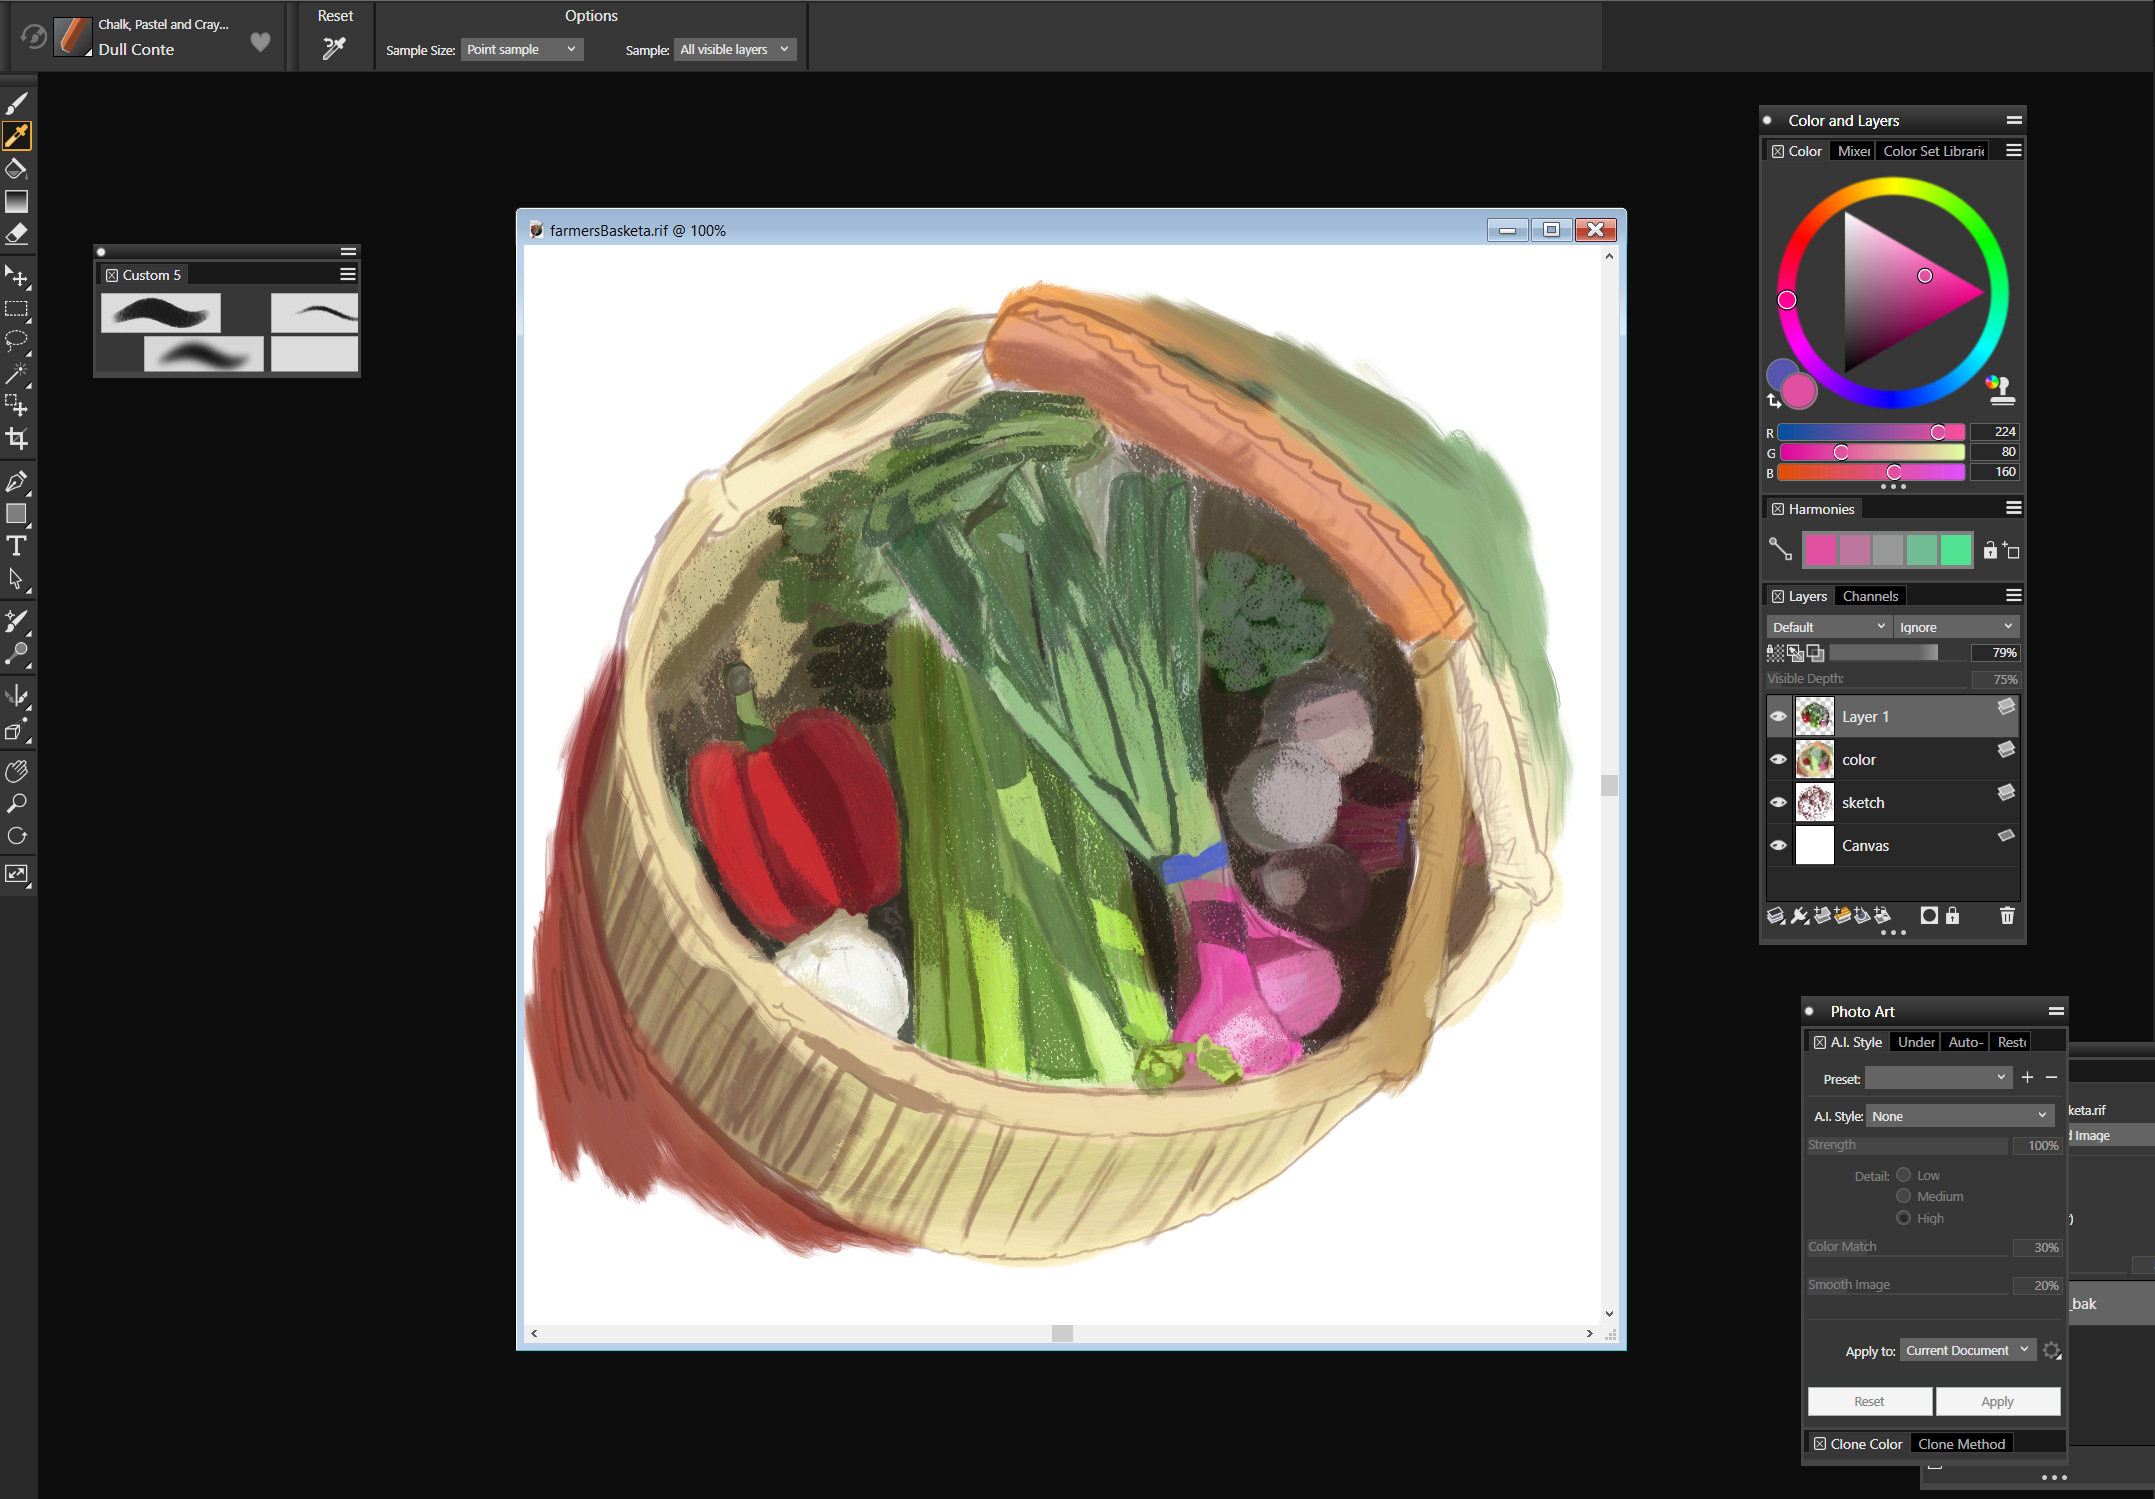 Chalk, Pastel and Cray...
Dull Conte
Reset
Options
Sample Size: Point sample
Sample: All visible layers
farmersBasketa.rif @ 100%
Custom 5
Color and Layers
Color
Mixer
Color Set Librarie
R 224
G 80
B 160
Harmonies
Layers
Channels
Default
Ignore
79%
Visible Depth: 75%
Layer 1
color
sketch
Canvas
Photo Art
A.I. Style
Under
Auto-
Resto
Preset:
A.I. Style: None
Strength 100%
Detail: Low
Medium
High
Color Match 30%
Smooth Image 20%
Apply to: Current Document
Reset
Apply
Clone Color
Clone Method
keta.rif
d Image
)
_bak